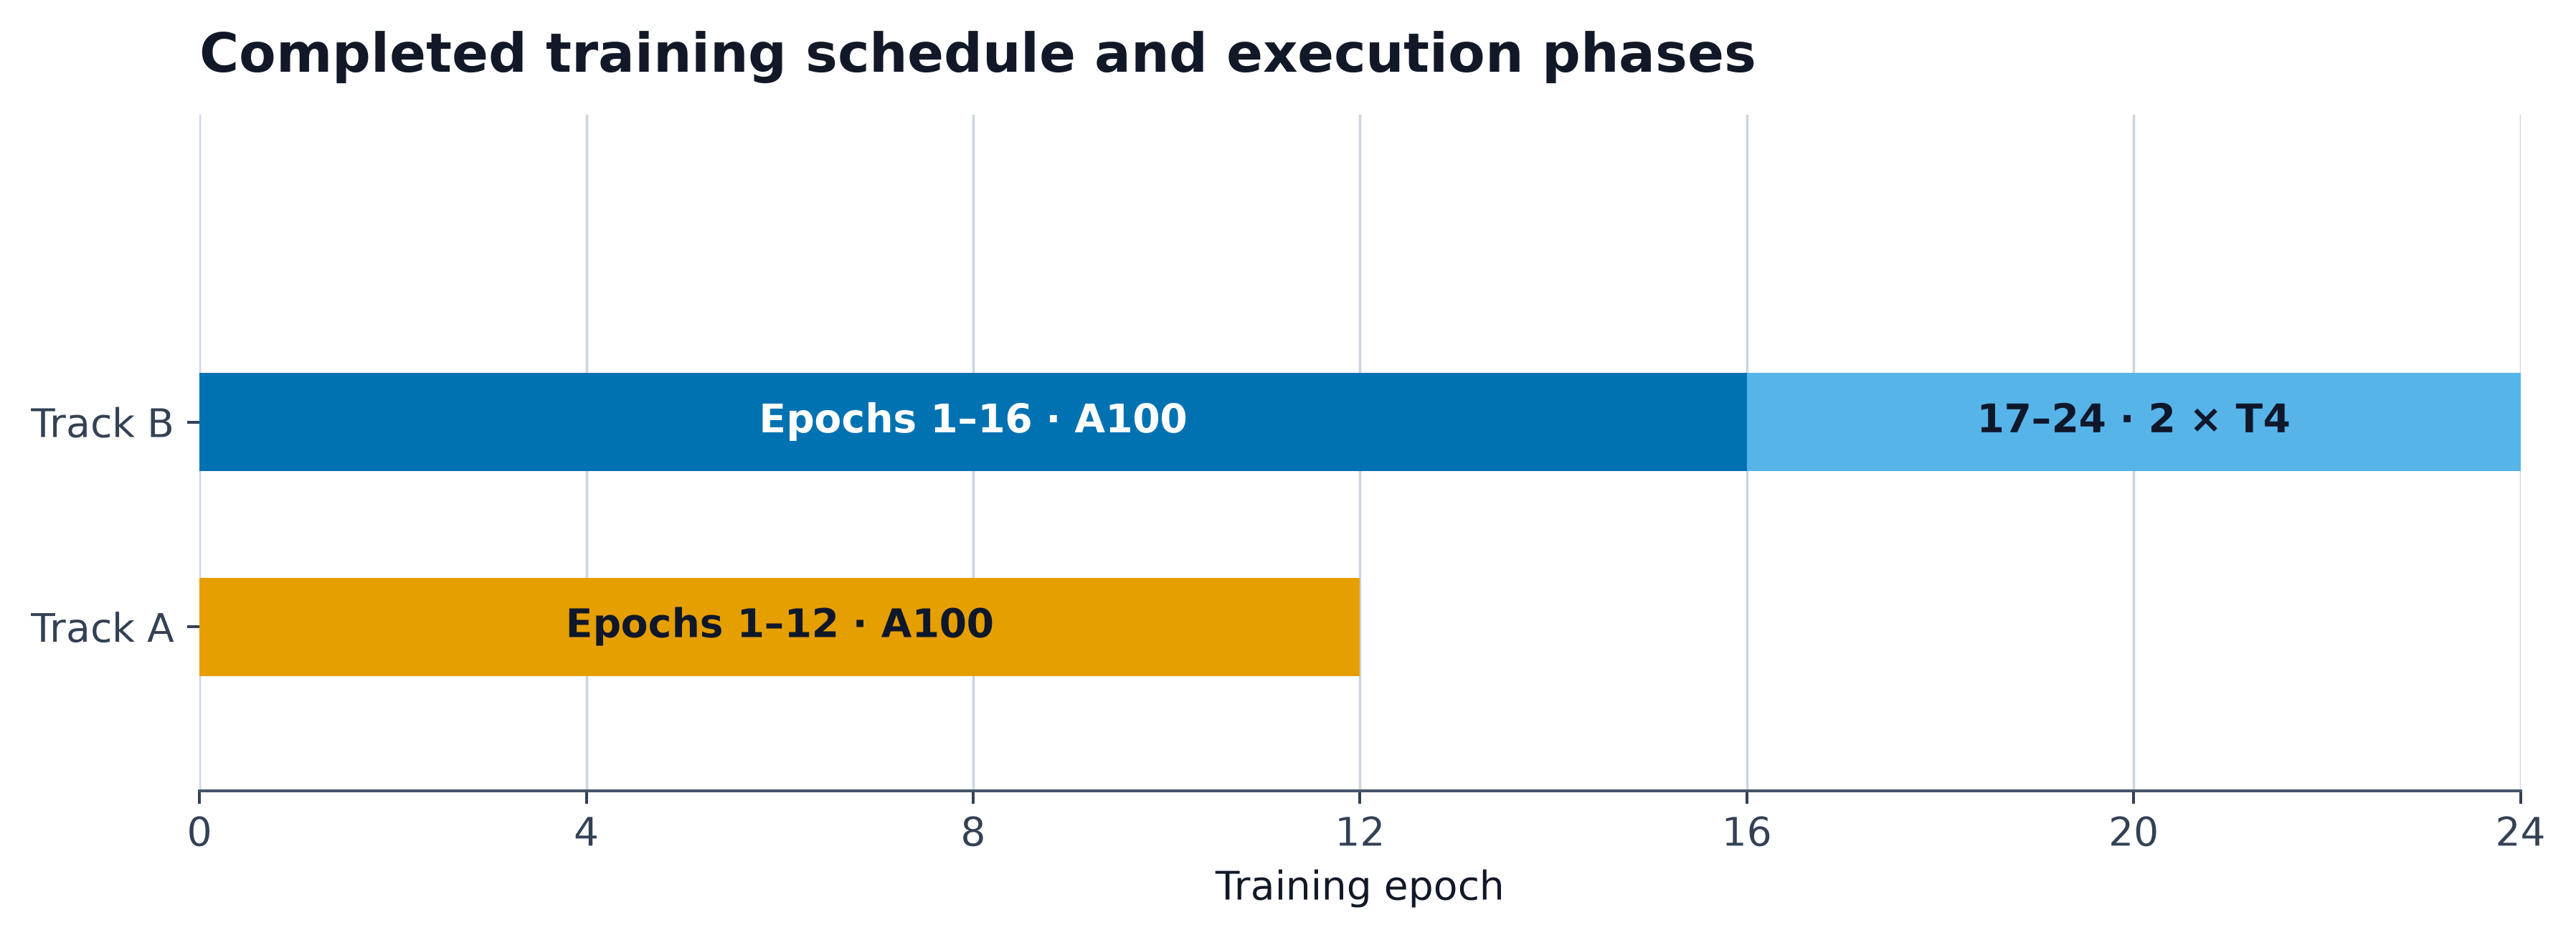 Completed training schedule and execution phases
Track B
Epochs 1–16 · A100
17–24 · 2 × T4
Track A
Epochs 1–12 · A100
0 4 8 12 16 20 24
Training epoch